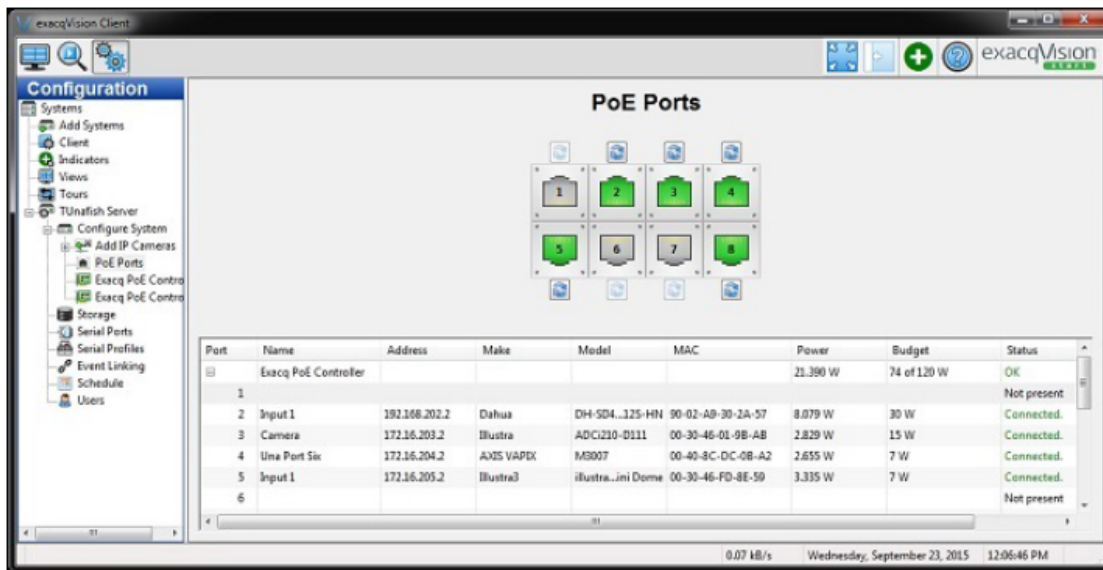 exacqVision Client
exacqVision
start
Configuration
Systems
Add Systems
Client
Indicators
Views
Tours
TUnafish Server
Configure System
Add IP Cameras
PoE Ports
Exacq PoE Contro
Exacq PoE Contro
Storage
Serial Ports
Serial Profiles
Event Linking
Schedule
Users
PoE Ports
1 2 3 4
5 6 7 8
Port Name Address Make Model MAC Power Budget Status
Exacq PoE Controller 21.390 W 74 of 120 W OK
1 Not present
2 Input 1 192.168.202.2 Dahua DH-SD4...12S-HN 90-02-A9-30-2A-57 8.079 W 30 W Connected.
3 Camera 172.16.203.2 Illustra ADCi210-D111 00-30-46-01-9B-AB 2.829 W 15 W Connected.
4 Una Port Six 172.16.204.2 AXIS VAPIX M3007 00-40-8C-DC-0B-A2 2.655 W 7 W Connected.
5 Input 1 172.16.205.2 Illustra3 illustra...ini Dome 00-30-46-FD-8E-59 3.335 W 7 W Connected.
6 Not present
0.07 kB/s Wednesday, September 23, 2015 12:06:46 PM